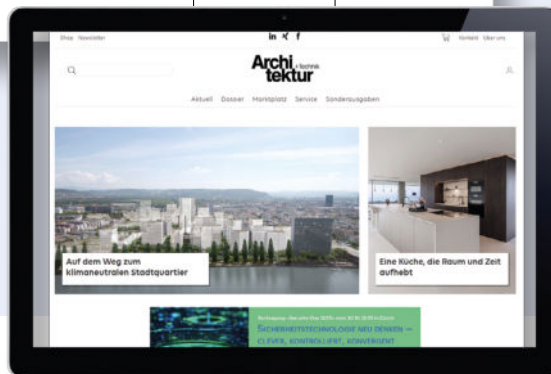 Shop Newsletter
in f
Kontakt Über uns
Archi
+ technik
tektur
Aktuell Dossier Marktplatz Service Sonderausgaben
Auf dem Weg zum
klimaneutralen Stadtquartier
Eine Küche, die Raum und Zeit
aufhebt
SICHERHEITSTECHNOLOGIE NEU DENKEN –
CLEVER, KONTROLLIERT, KONVERGENT